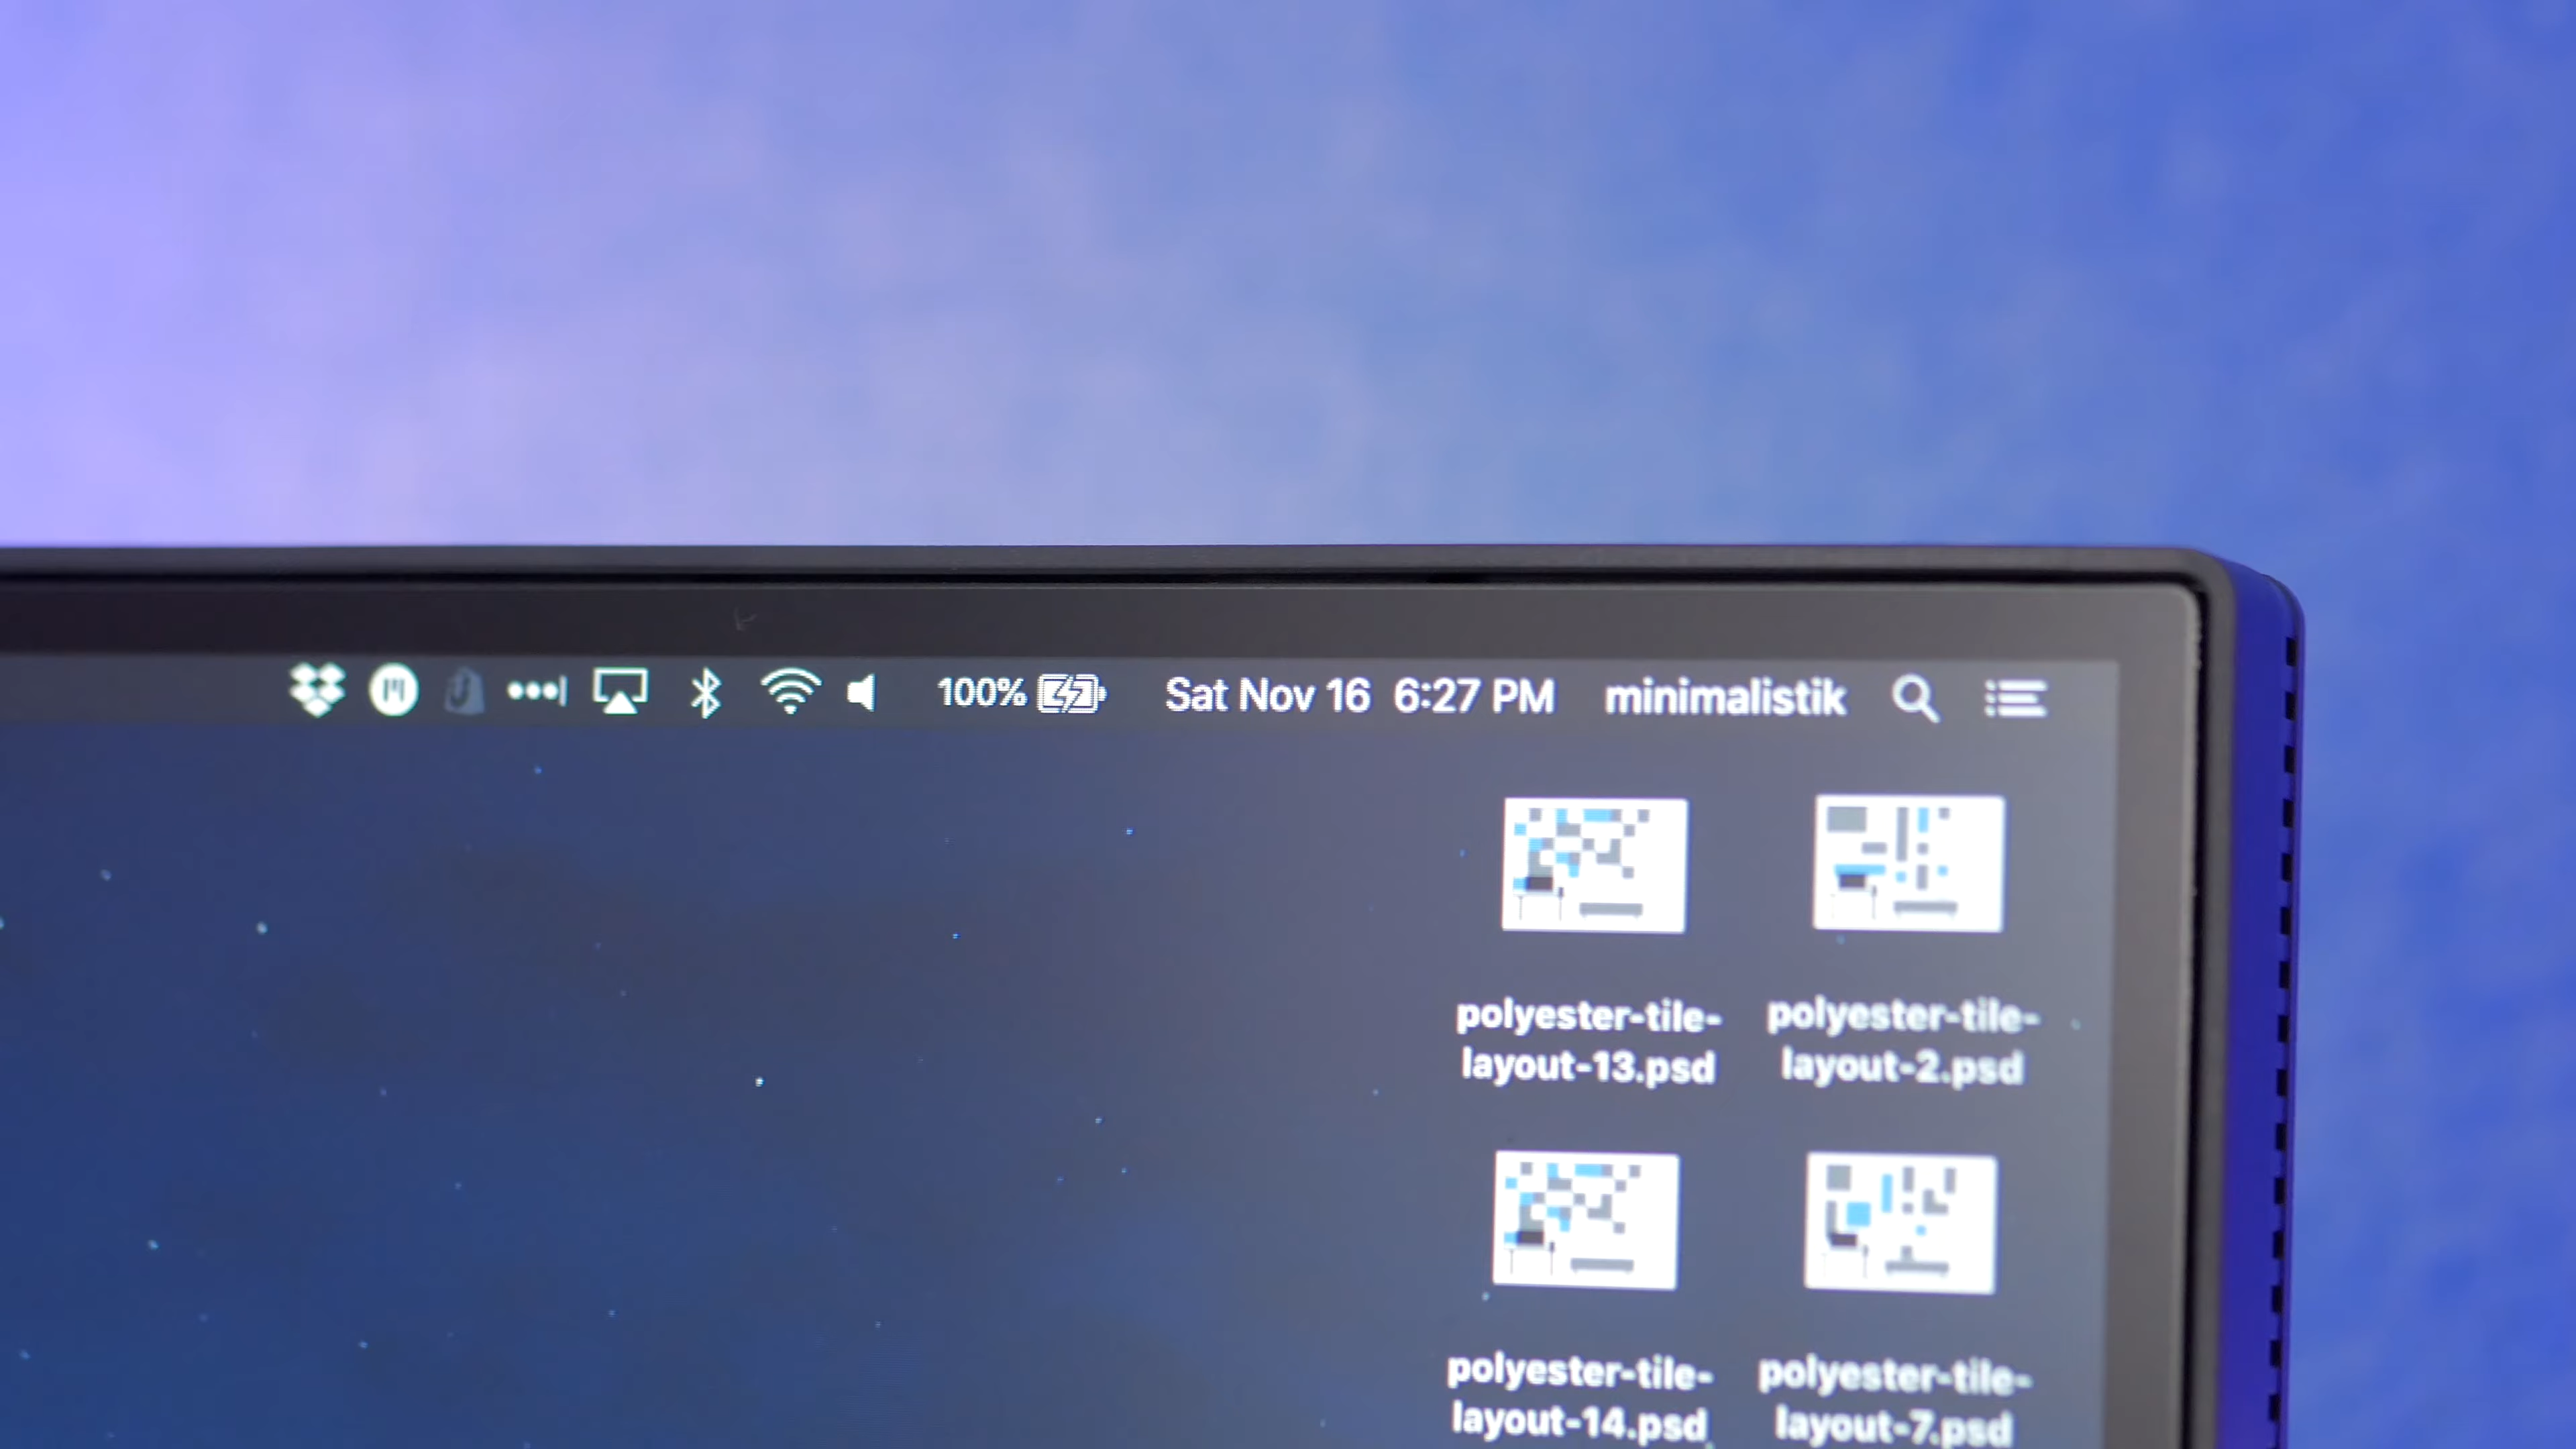 100% Sat Nov 16 6:27 PM minimalistik
polyester-tile-
layout-13.psd
polyester-tile-
layout-2.psd
polyester-tile-
layout-14.psd
polyester-tile-
layout-7.psd